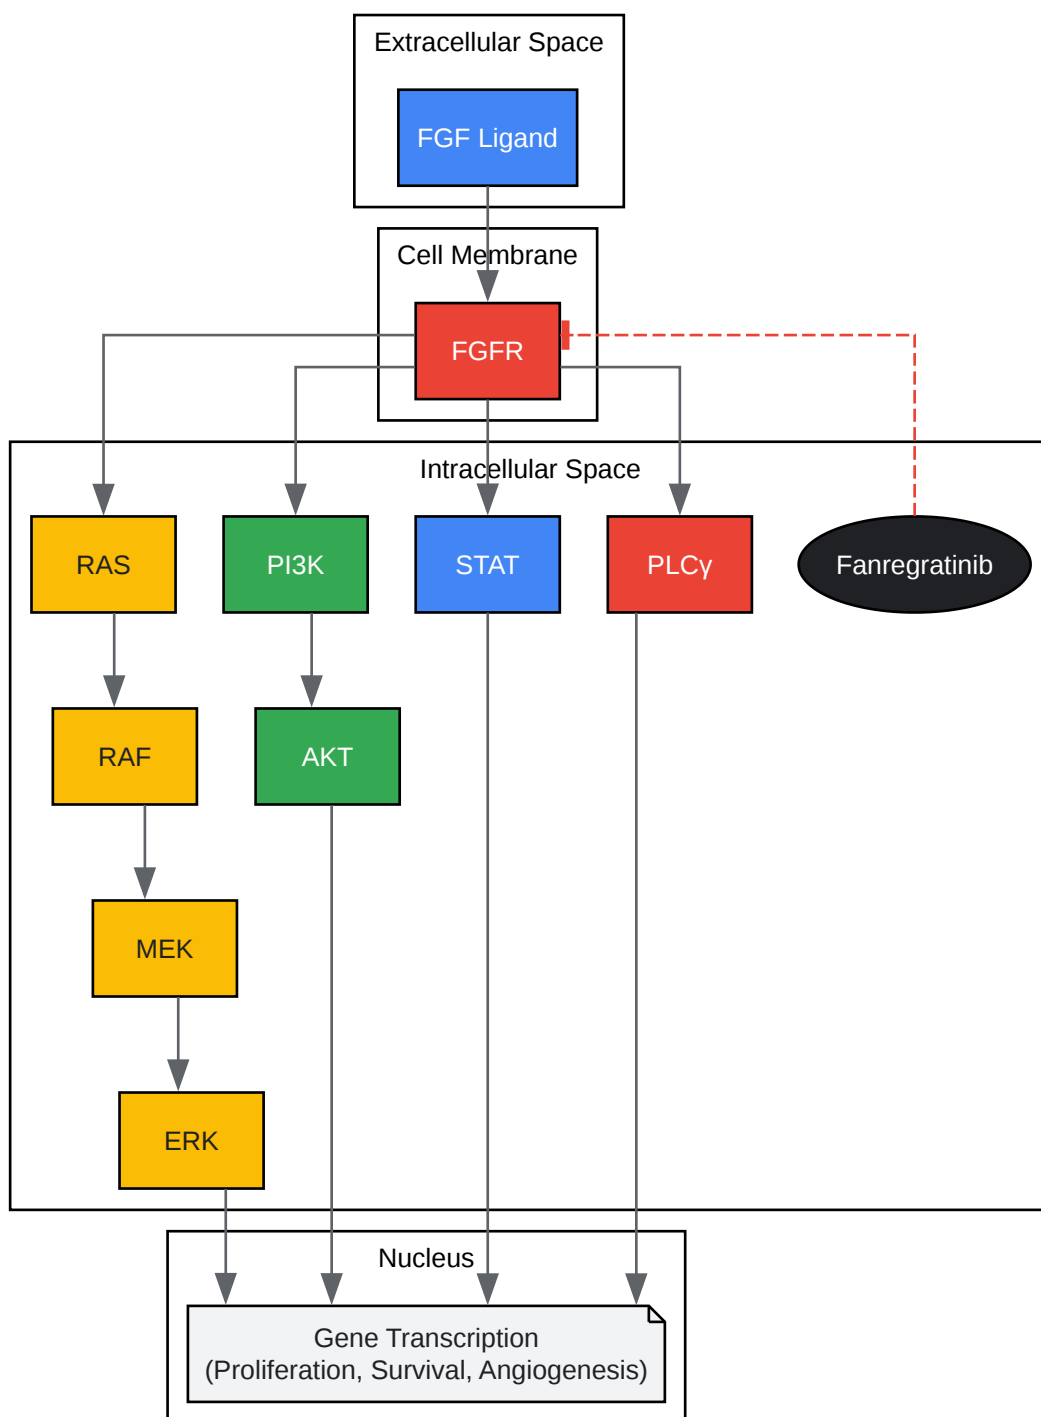 Extracellular Space
FGF Ligand
Cell Membrane
FGFR
Intracellular Space
RAS
PI3K
STAT
PLCγ
Fanregratinib
RAF
AKT
MEK
ERK
Nucleus
Gene Transcription
(Proliferation, Survival, Angiogenesis)